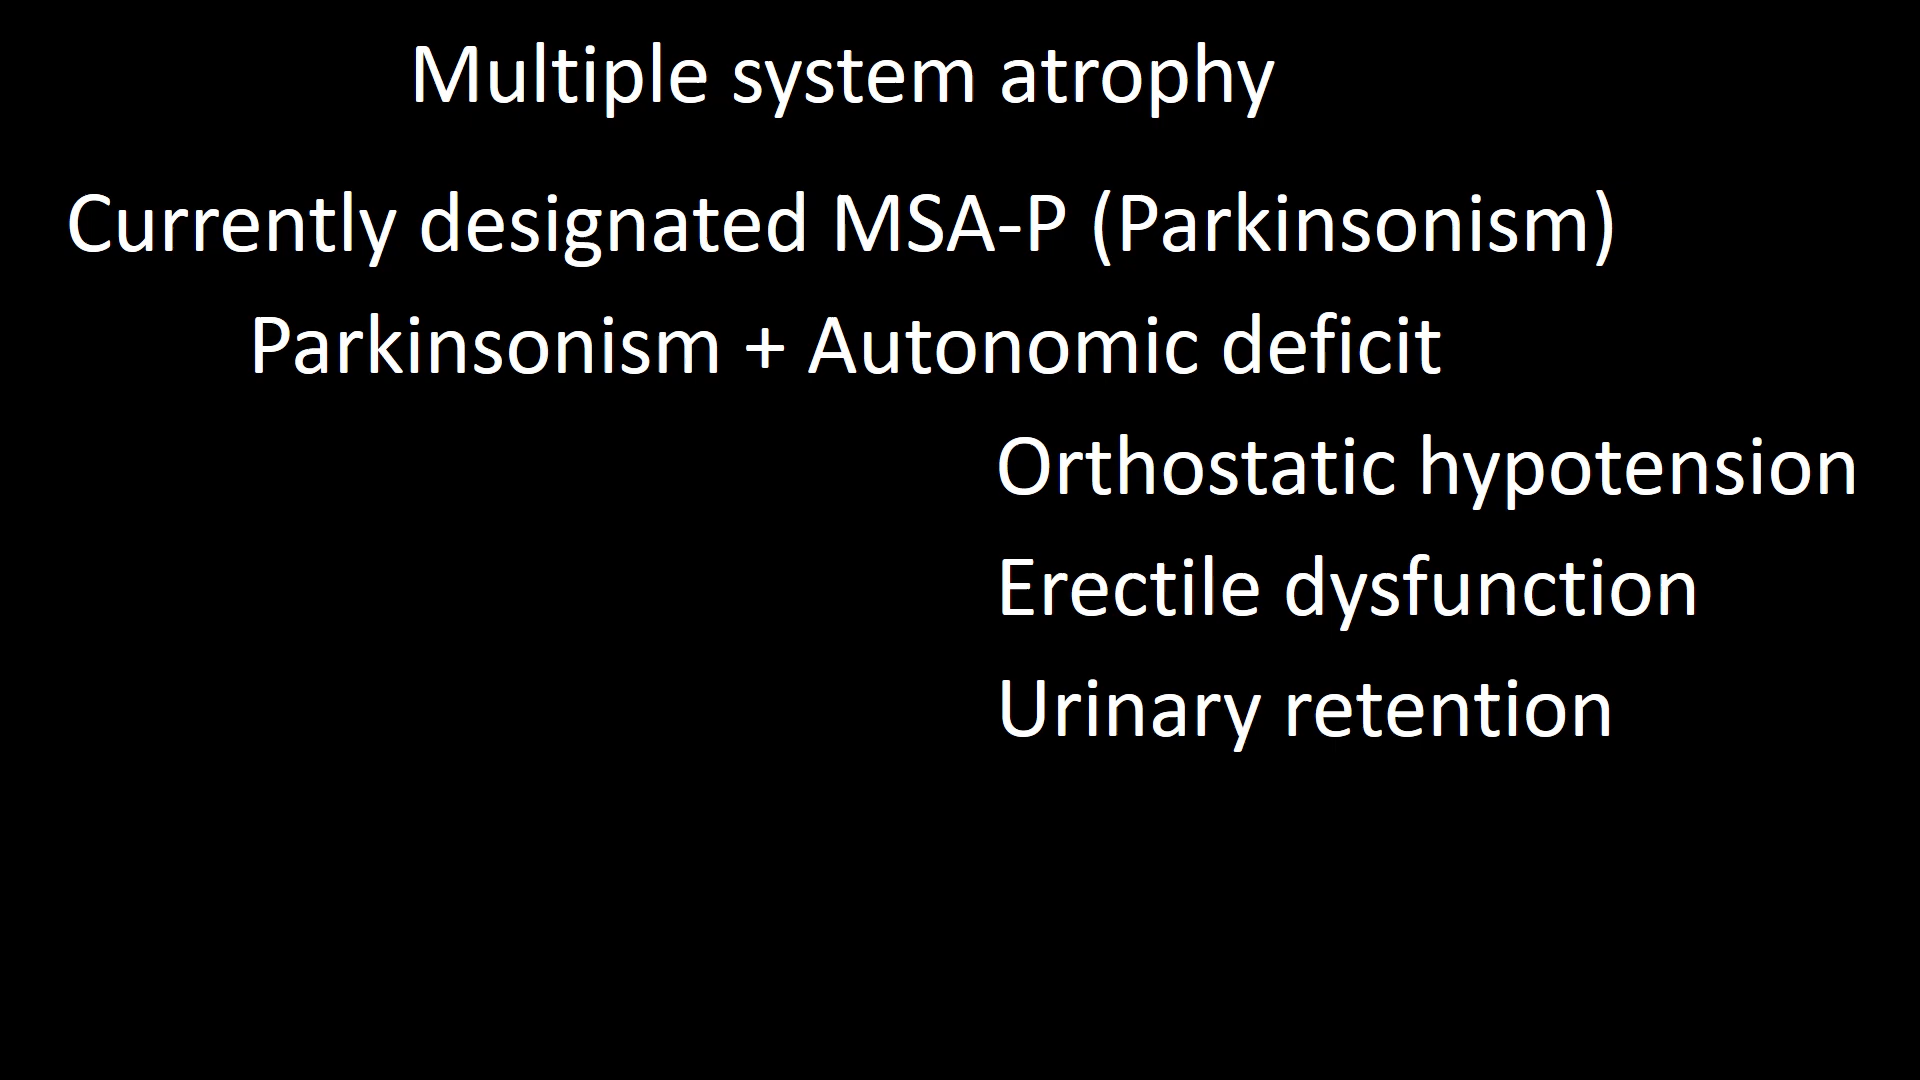 Multiple system atrophy
Currently designated MSA-P (Parkinsonism)
Parkinsonism + Autonomic deficit
Orthostatic hypotension
Erectile dysfunction
Urinary retention